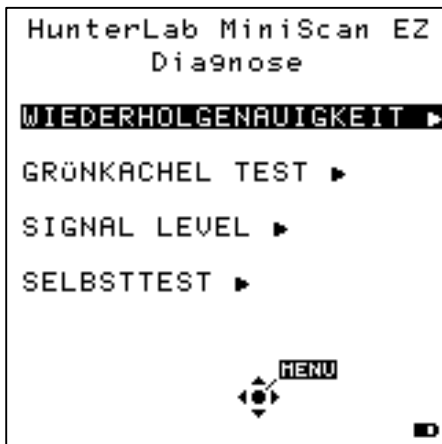 HunterLab MiniScan EZ
Diagnose
WIEDERHOLGENAUIGKEIT ▶
GRÜNKACHEL TEST ▶
SIGNAL LEVEL ▶
SELBSTTEST ▶
MENU